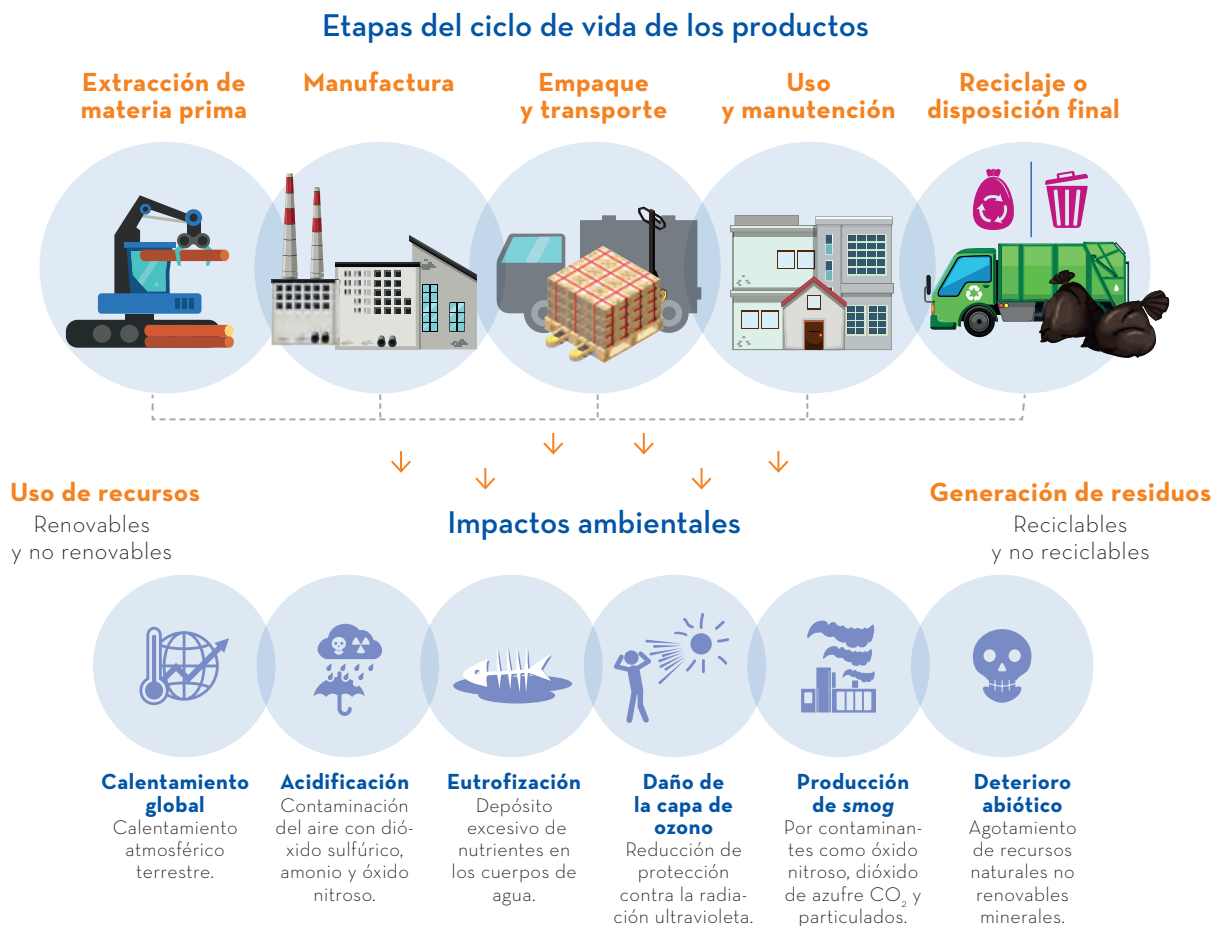 Etapas del ciclo de vida de los productos
Extracción de
materia prima
Manufactura
Empaque
y transporte
Uso
y manutención
Reciclaje o
disposición final
Uso de recursos
Renovables
y no renovables
Impactos ambientales
Generación de residuos
Reciclables
y no reciclables
Calentamiento
global
Calentamiento
atmosférico
terrestre.
Acidificación
Contaminación
del aire con dió-
xido sulfúrico,
amonio y óxido
nitroso.
Eutrofización
Depósito
excesivo de
nutrientes en
los cuerpos de
agua.
Daño de
la capa de
ozono
Reducción de
protección
contra la radia-
ción ultravioleta.
Producción
de smog
Por contaminan-
tes como óxido
nitroso, dióxido
de azufre CO₂ y
particulados.
Deterioro
abiótico
Agotamiento
de recursos
naturales no
renovables
minerales.